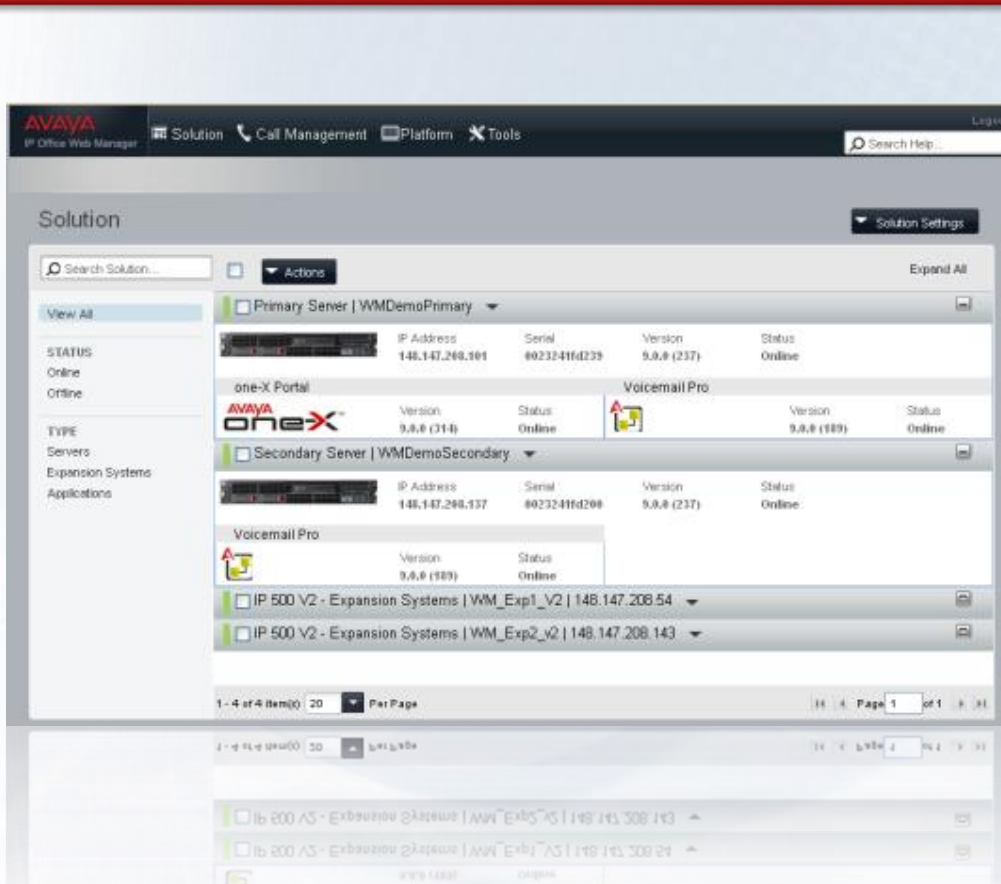 AVAYA
IP Office Web Manager
Solution Call Management Platform Tools
Search Help...
Solution
Solution Settings
Search Solution...
Actions
Expand All
View All
STATUS
Online
Offline
TYPE
Servers
Expansion Systems
Applications
Primary Server | WMDemoPrimary
IP Address Serial Version Status
148.147.208.101 9.0.0 (237) Online
one-X Portal Voicemail Pro
AVAYA one-X
Version Status Version Status
9.0.0 (314) Online 9.0.0 (189) Online
Secondary Server | WMDemoSecondary
IP Address Serial Version Status
148.147.208.137 9.0.0 (237) Online
Voicemail Pro
Version Status
9.0.0 (189) Online
IP 500 V2 - Expansion Systems | WM_Exp1_V2 | 148.147.208.54
IP 500 V2 - Expansion Systems | WM_Exp2_v2 | 148.147.208.143
1 - 4 of 4 item(s) 20 Per Page
Page 1 of 1